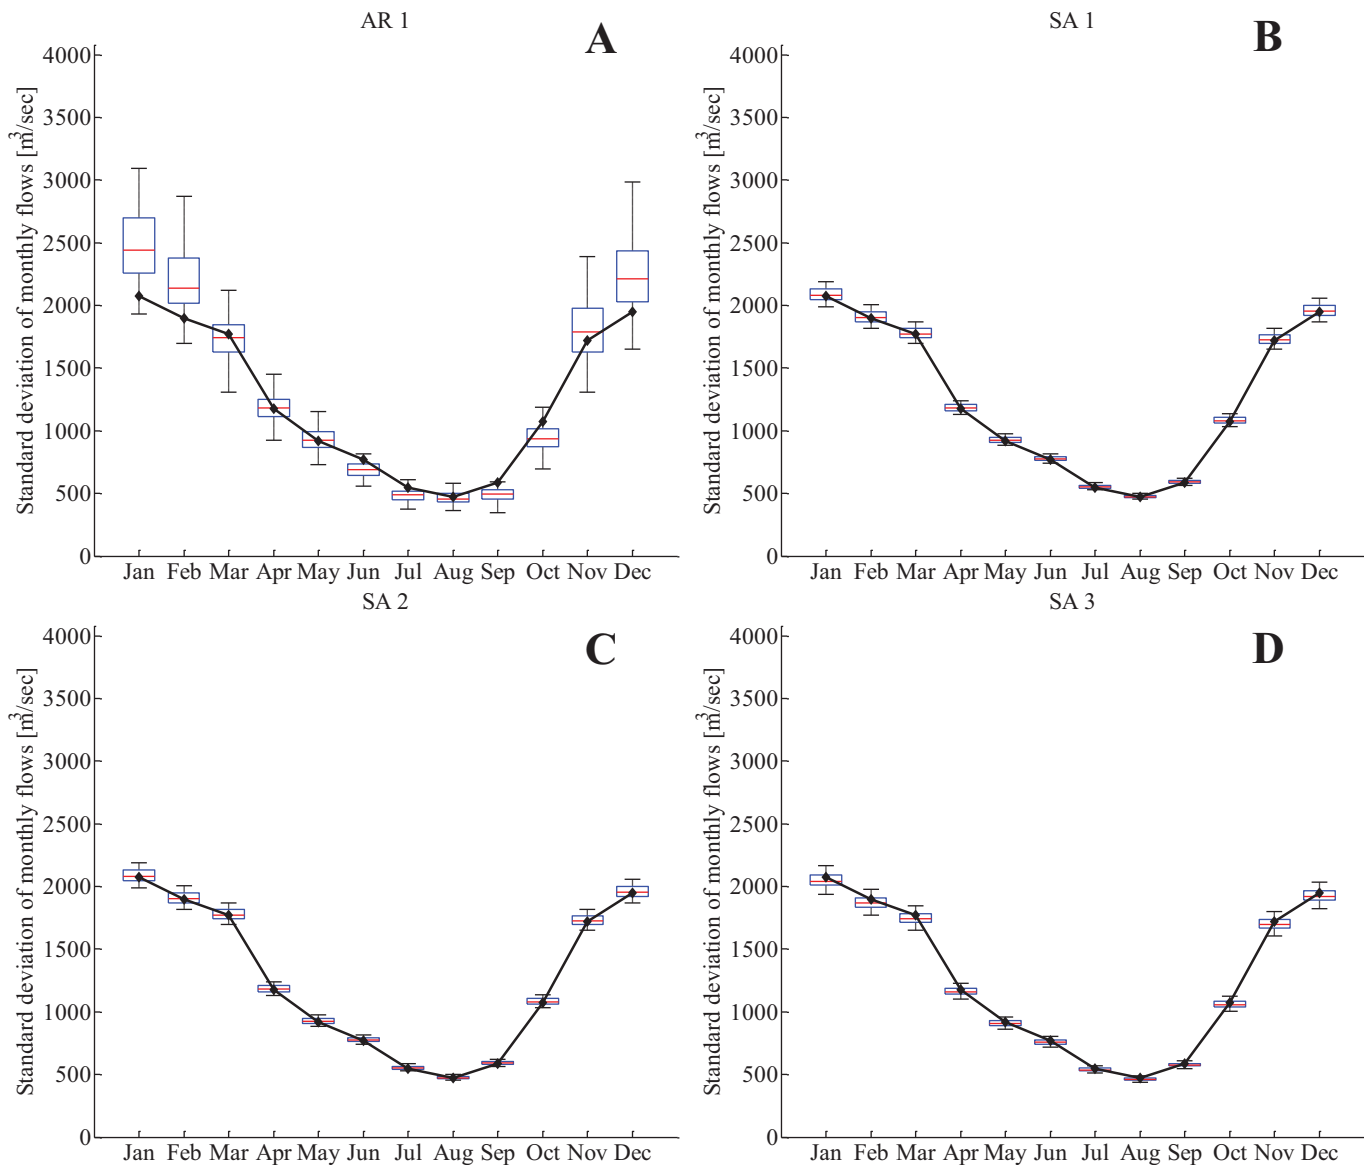 AR 1
A
Standard deviation of monthly flows [m³/sec]
4000
3500
3000
2500
2000
1500
1000
500
0
Jan Feb Mar Apr May Jun Jul Aug Sep Oct Nov Dec
SA 1
B
Standard deviation of monthly flows [m³/sec]
4000
3500
3000
2500
2000
1500
1000
500
0
Jan Feb Mar Apr May Jun Jul Aug Sep Oct Nov Dec
SA 2
C
Standard deviation of monthly flows [m³/sec]
4000
3500
3000
2500
2000
1500
1000
500
0
Jan Feb Mar Apr May Jun Jul Aug Sep Oct Nov Dec
SA 3
D
Standard deviation of monthly flows [m³/sec]
4000
3500
3000
2500
2000
1500
1000
500
0
Jan Feb Mar Apr May Jun Jul Aug Sep Oct Nov Dec